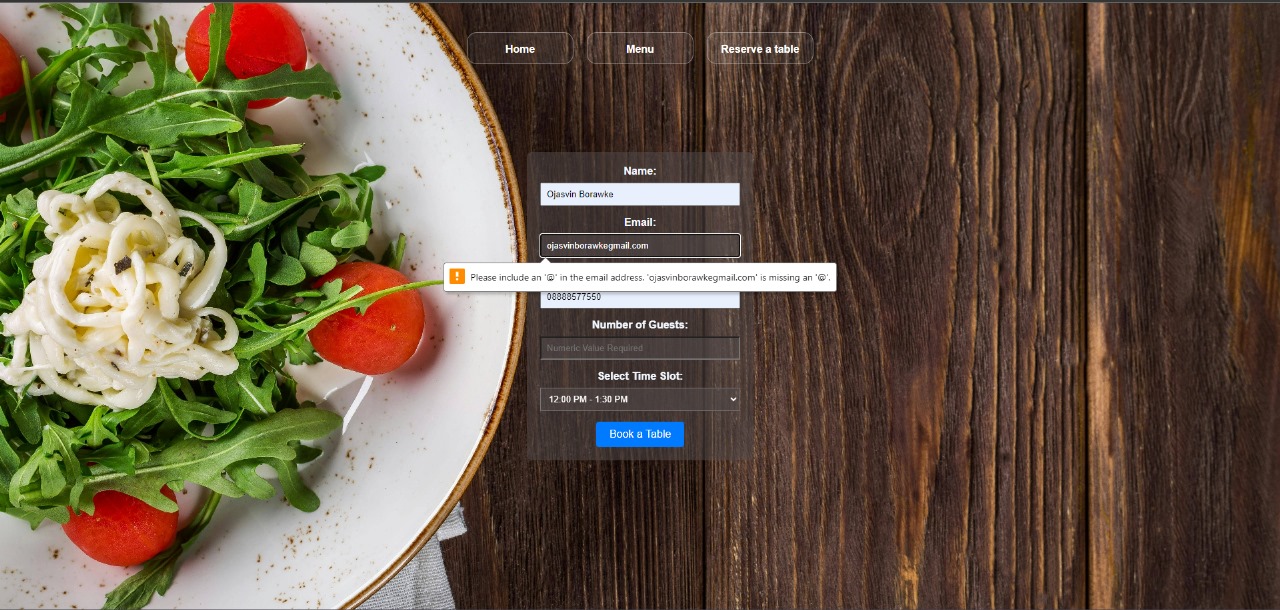 Home Menu Reserve a table
Name:
Ojasvin Borawke
Email:
ojasvinborawkegmail.com
Please include an '@' in the email address. 'ojasvinborawkegmail.com' is missing an '@'.
08888577550
Number of Guests:
Numeric Value Required
Select Time Slot:
12:00 PM - 1:30 PM
Book a Table